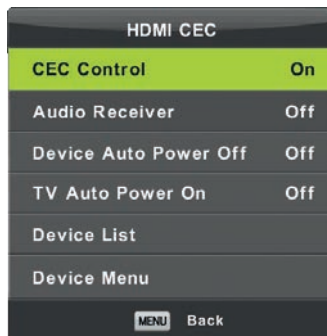 HDMI CEC
CEC Control On
Audio Receiver Off
Device Auto Power Off Off
TV Auto Power On Off
Device List
Device Menu
MENU Back